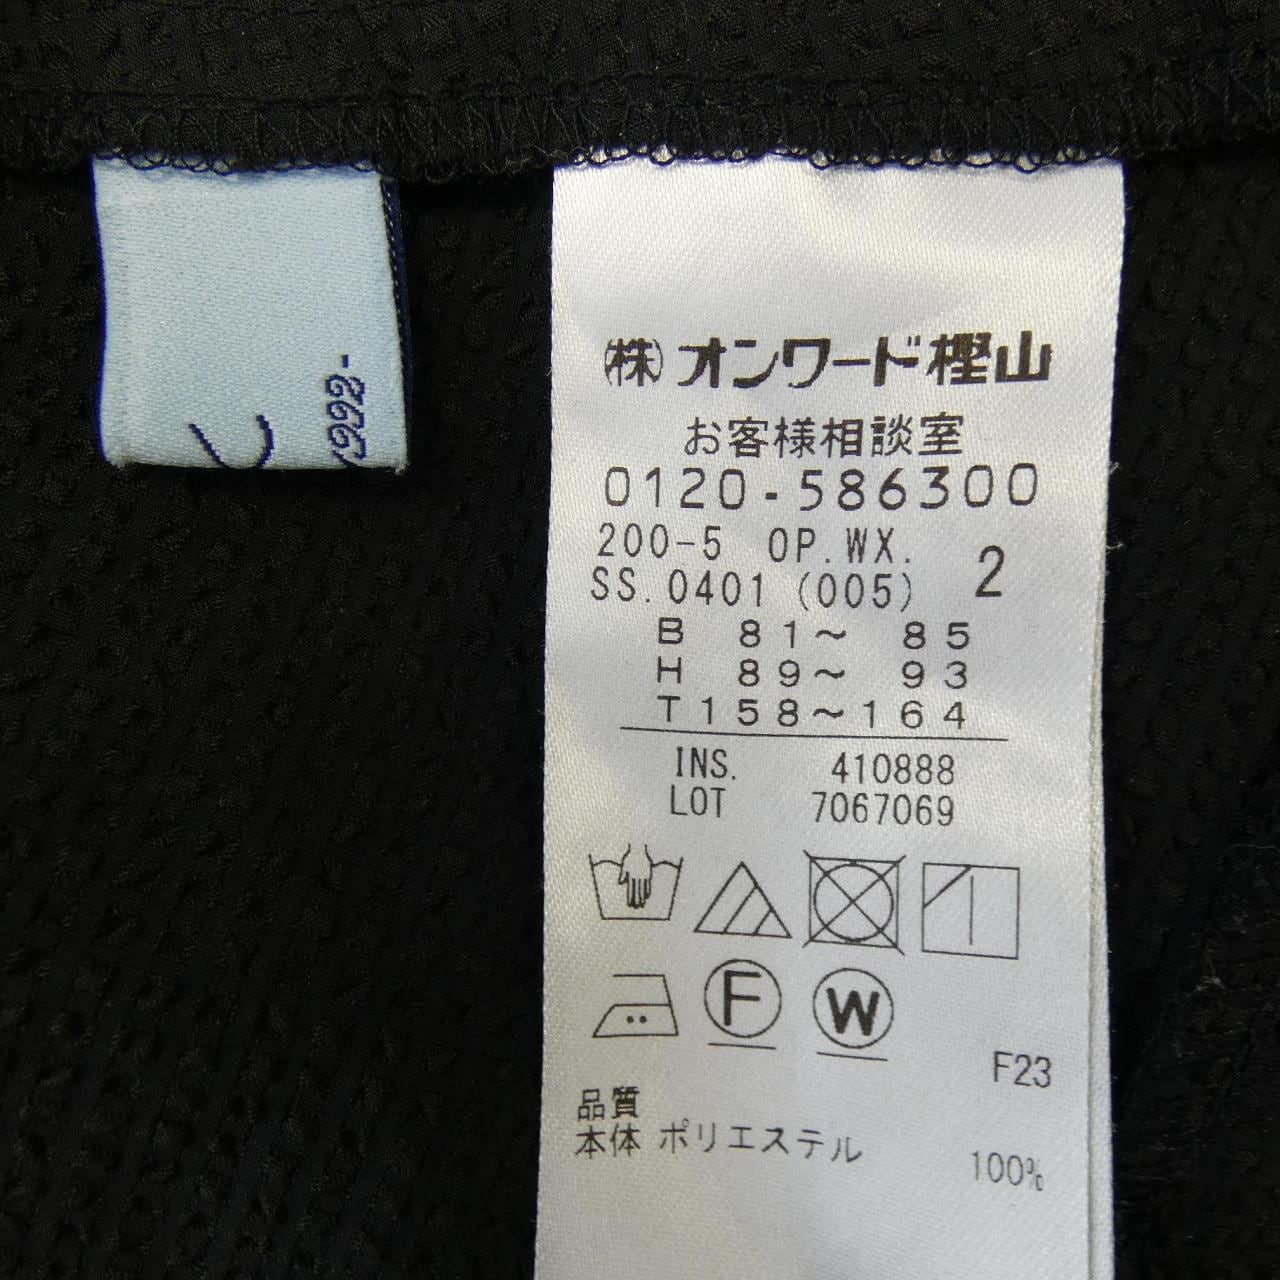 1992-
㈱オンワード樫山
お客様相談室
0120-586300
200-5 OP.WX. 2
SS.0401 (005)
B 81～ 85
H 89～ 93
T158～164
INS. 410888
LOT 7067069
F W
F23
品質
本体 ポリエステル 100%